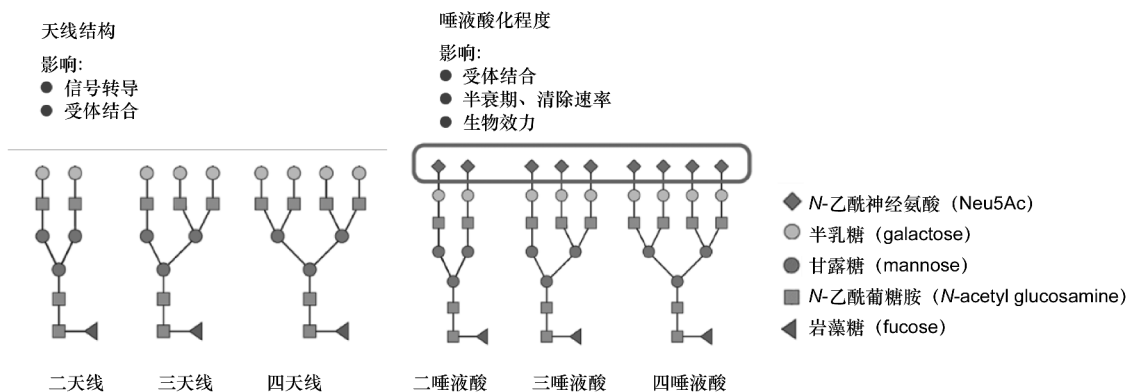 天线结构
影响:
信号转导
受体结合
唾液酸化程度
影响:
受体结合
半衰期、清除速率
生物效力
N-乙酰神经氨酸（Neu5Ac）
半乳糖（galactose）
甘露糖（mannose）
N-乙酰葡糖胺（N-acetyl glucosamine）
岩藻糖（fucose）
二天线
三天线
四天线
二唾液酸
三唾液酸
四唾液酸